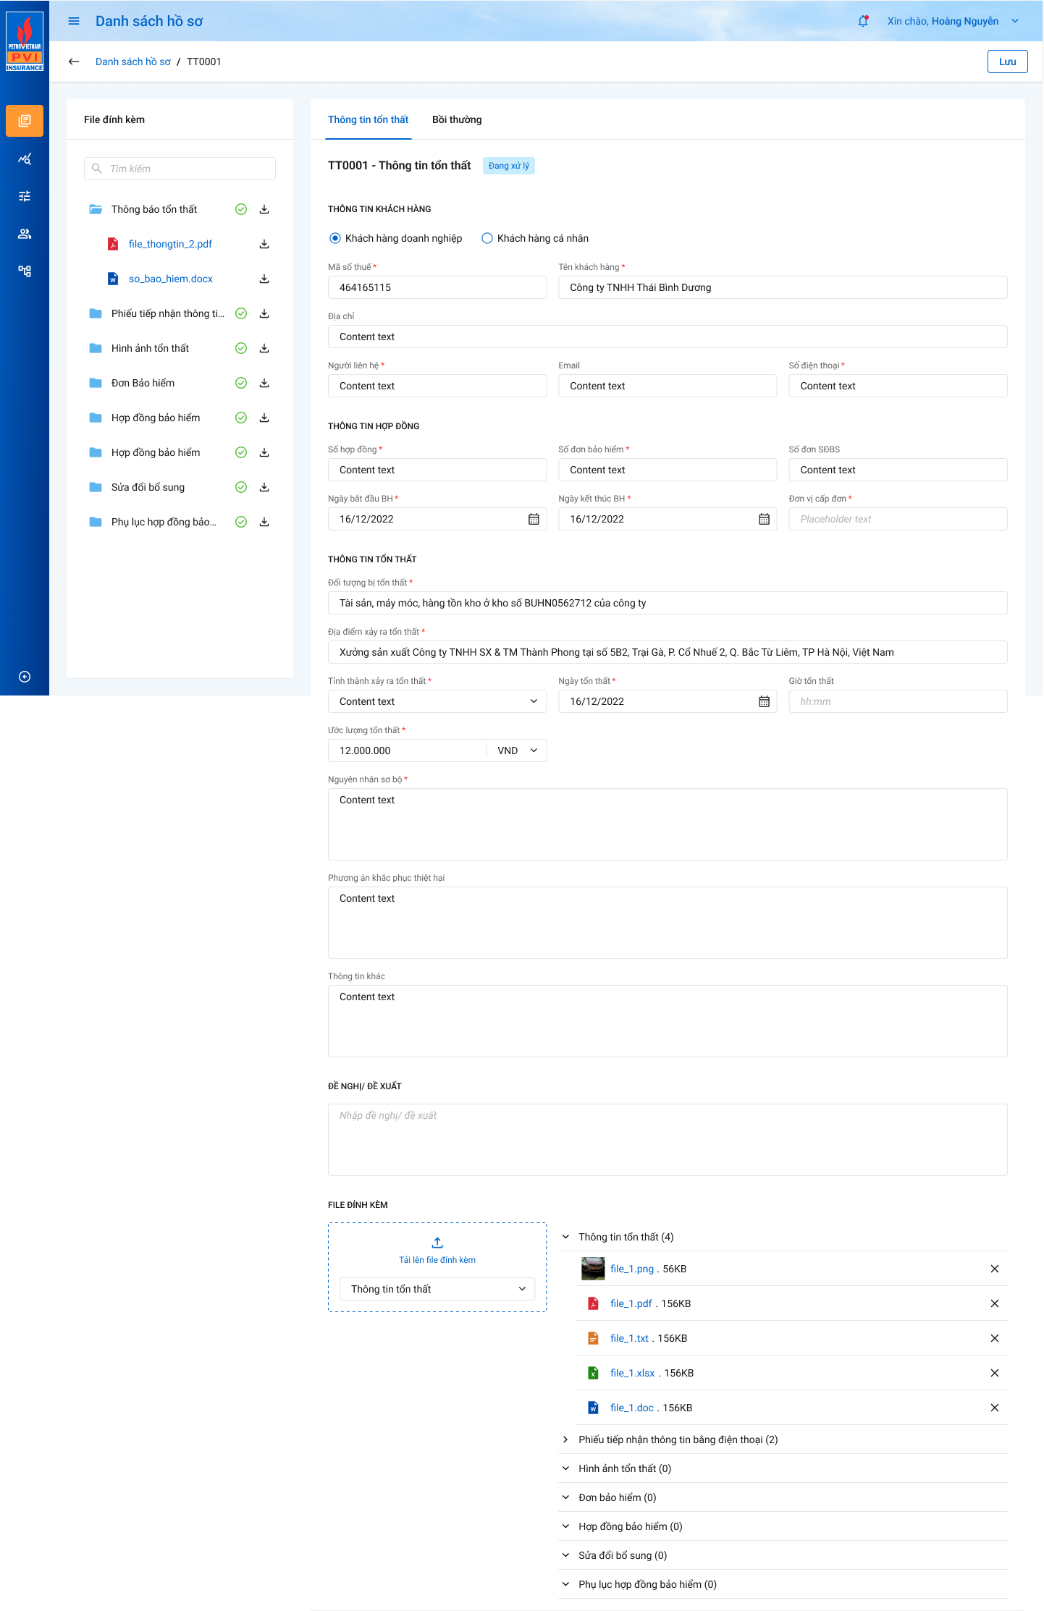 PETROVIETNAM
PVI
INSURANCE
Danh sách hồ sơ
Xin chào, Hoàng Nguyên
Danh sách hồ sơ / TT0001
Lưu
File đính kèm
Tìm kiếm
Thông báo tổn thất
file_thongtin_2.pdf
so_bao_hiem.docx
Phiếu tiếp nhận thông ti...
Hình ảnh tổn thất
Đơn Bảo hiểm
Hợp đồng bảo hiểm
Hợp đồng bảo hiểm
Sửa đổi bổ sung
Phụ lục hợp đồng bảo...
Thông tin tổn thất Bồi thường
TT0001 - Thông tin tổn thất Đang xử lý
THÔNG TIN KHÁCH HÀNG
Khách hàng doanh nghiệp Khách hàng cá nhân
Mã số thuế * Tên khách hàng *
464165115 Công ty TNHH Thái Bình Dương
Địa chỉ
Content text
Người liên hệ * Email Số điện thoại *
Content text Content text Content text
THÔNG TIN HỢP ĐỒNG
Số hợp đồng * Số đơn bảo hiểm * Số đơn SĐBS
Content text Content text Content text
Ngày bắt đầu BH * Ngày kết thúc BH * Đơn vị cấp đơn *
16/12/2022 16/12/2022 Placeholder text
THÔNG TIN TỔN THẤT
Đối tượng bị tổn thất *
Tài sản, máy móc, hàng tồn kho ở kho số BUHN0562712 của công ty
Địa điểm xảy ra tổn thất *
Xưởng sản xuất Công ty TNHH SX & TM Thành Phong tại số 5B2, Trại Gà, P. Cổ Nhuế 2, Q. Bắc Từ Liêm, TP Hà Nội, Việt Nam
Tỉnh thành xảy ra tổn thất * Ngày tổn thất * Giờ tổn thất
Content text 16/12/2022 hh:mm
Ước lượng tổn thất *
12.000.000 VND
Nguyên nhân sơ bộ *
Content text
Phương án khắc phục thiệt hại
Content text
Thông tin khác
Content text
ĐỀ NGHỊ/ ĐỀ XUẤT
Nhập đề nghị/ đề xuất
FILE ĐÍNH KÈM
Tải lên file đính kèm
Thông tin tổn thất
Thông tin tổn thất (4)
file_1.png . 56KB
file_1.pdf . 156KB
file_1.txt . 156KB
file_1.xlsx . 156KB
file_1.doc . 156KB
Phiếu tiếp nhận thông tin bằng điện thoại (2)
Hình ảnh tổn thất (0)
Đơn bảo hiểm (0)
Hợp đồng bảo hiểm (0)
Sửa đổi bổ sung (0)
Phụ lục hợp đồng bảo hiểm (0)